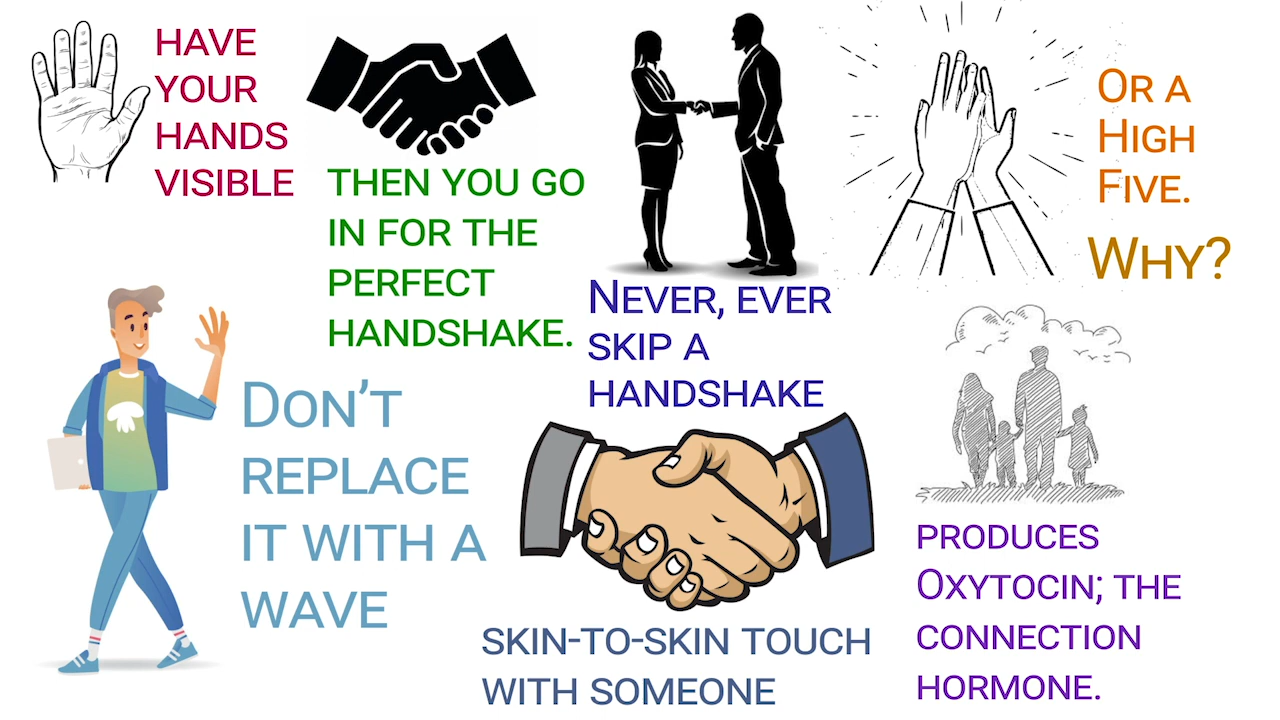 HAVE
YOUR
HANDS
VISIBLE
THEN YOU GO
IN FOR THE
PERFECT
HANDSHAKE.
NEVER, EVER
SKIP A
HANDSHAKE
DON'T
REPLACE
IT WITH A
WAVE
OR A
HIGH
FIVE.
WHY?
SKIN-TO-SKIN TOUCH
WITH SOMEONE
PRODUCES
OXYTOCIN; THE
CONNECTION
HORMONE.